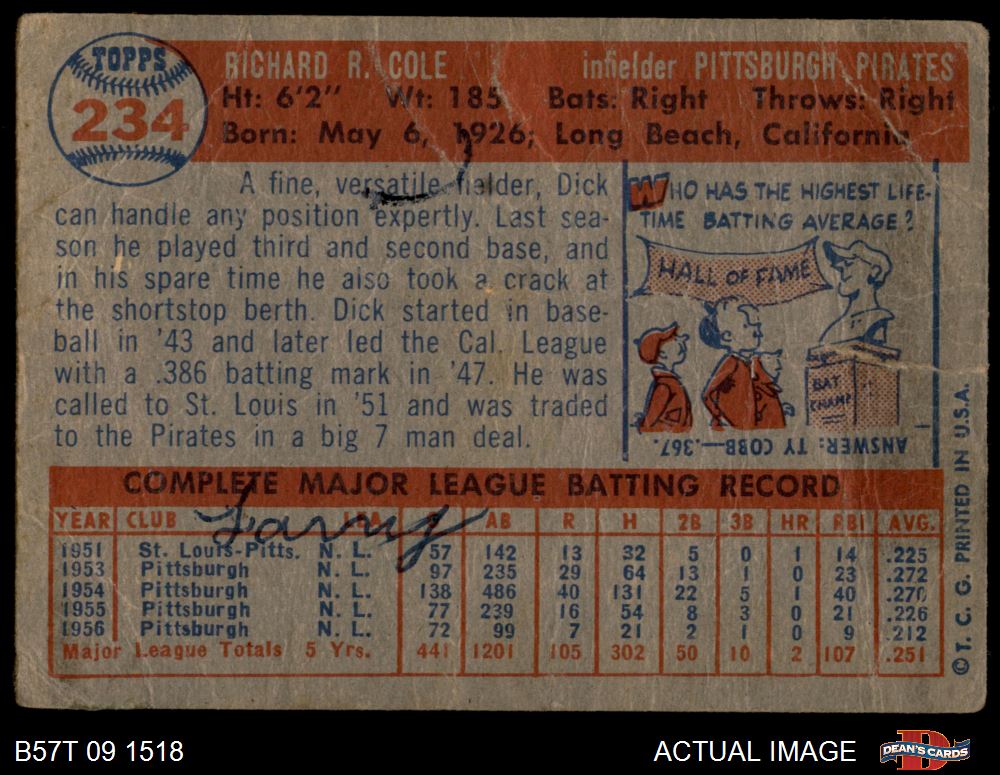 TOPPS
234
RICHARD R. COLE infielder PITTSBURGH PIRATES
Ht: 6'2" Wt: 185 Bats: Right Throws: Right
Born: May 6, 1926; Long Beach, California
A fine, versatile fielder, Dick
can handle any position expertly. Last sea-
son he played third and second base, and
in his spare time he also took a crack at
the shortstop berth. Dick started in base-
ball in '43 and later led the Cal. League
with a .386 batting mark in '47. He was
called to St. Louis in '51 and was traded
to the Pirates in a big 7 man deal.
WHO HAS THE HIGHEST LIFE-
TIME BATTING AVERAGE?
HALL OF FAME
BAT
CHAMP
ANSWER: TY COBB—.367.
COMPLETE MAJOR LEAGUE BATTING RECORD
Larry
YEAR CLUB AB R H 2B 3B HR RBI AVG.
1951 St. Louis-Pitts. N. L. 57 142 13 32 5 0 1 14 .225
1953 Pittsburgh N. L. 97 235 29 64 13 1 0 23 .272
1954 Pittsburgh N. L. 138 486 40 131 22 5 1 40 .270
1955 Pittsburgh N. L. 77 239 16 54 8 3 0 21 .226
1956 Pittsburgh N. L. 72 99 7 21 2 1 0 9 .212
Major League Totals 5 Yrs. 441 1201 105 302 50 10 2 107 .251
© T. C. G. PRINTED IN U.S.A.
B57T 09 1518
ACTUAL IMAGE
D
DEAN'S CARDS